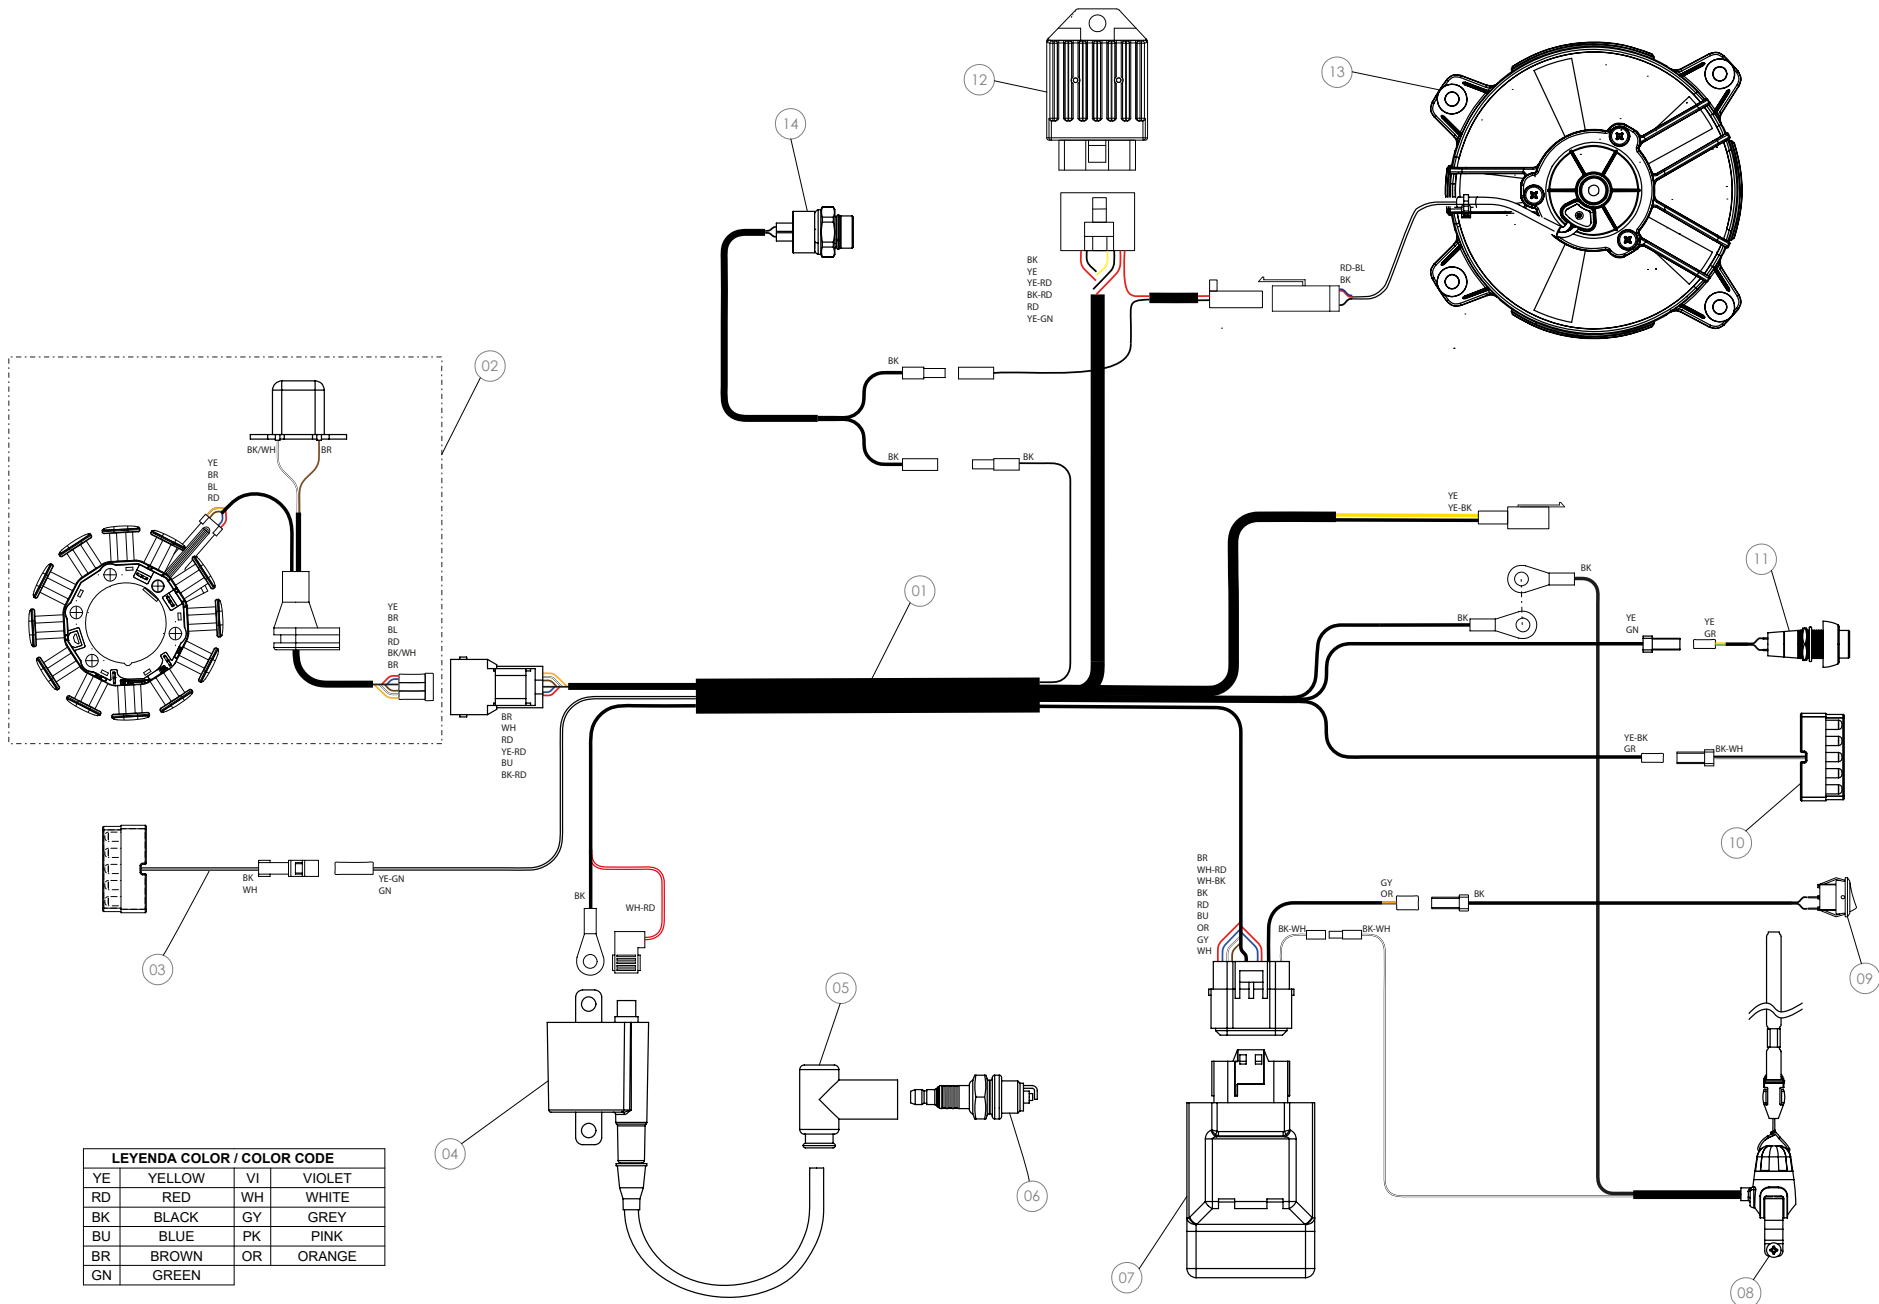 12
13
14
BK
YE
YE-RD
BK-RD
RD
YE-GN
RD-BL
BK
BK
BK
BK
02
BK/WH
BR
YE
BR
BL
RD
YE
BR
BL
RD
BK/WH
BR
01
BR
WH
RD
YE-RD
BU
BK-RD
YE
YE-BK
BK
BK
11
YE
GN
YE
GR
YE-BK
GR
BK-WH
10
BK
WH
YE-GN
GN
03
BK
WH-RD
BR
WH-RD
WH-BK
BK
RD
BU
OR
GY
WH
GY
OR
BK
BK-WH
BK-WH
09
05
04
06
07
08
LEYENDA COLOR / COLOR CODE
YE YELLOW VI VIOLET
RD RED WH WHITE
BK BLACK GY GREY
BU BLUE PK PINK
BR BROWN OR ORANGE
GN GREEN